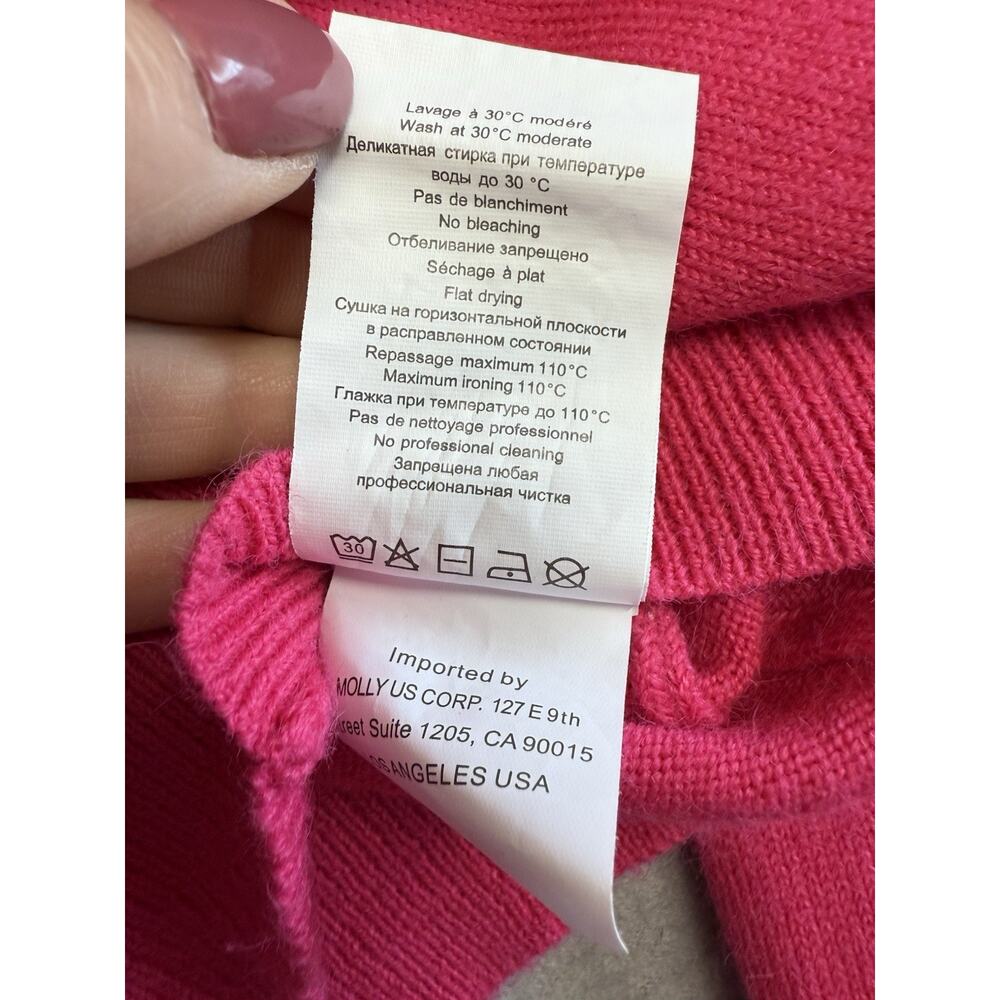 Lavage à 30°C modéré
Wash at 30°C moderate
Деликатная стирка при температуре
воды до 30 °C
Pas de blanchiment
No bleaching
Отбеливание запрещено
Séchage à plat
Flat drying
Сушка на горизонтальной плоскости
в расправленном состоянии
Repassage maximum 110°C
Maximum ironing 110°C
Глажка при температуре до 110°C
Pas de nettoyage professionnel
No professional cleaning
Запрещена любая
профессиональная чистка
30
Imported by
MOLLY US CORP. 127 E 9th
Suite 1205, CA 90015
USA